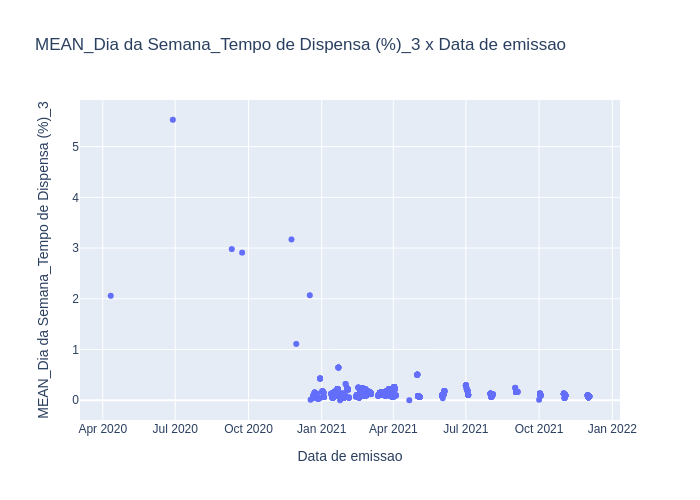 MEAN_Dia da Semana_Tempo de Dispensa (%)_3 x Data de emissao
MEAN_Dia da Semana_Tempo de Dispensa (%)_3
5
4
3
2
1
0
Apr 2020
Jul 2020
Oct 2020
Jan 2021
Apr 2021
Jul 2021
Oct 2021
Jan 2022
Data de emissao